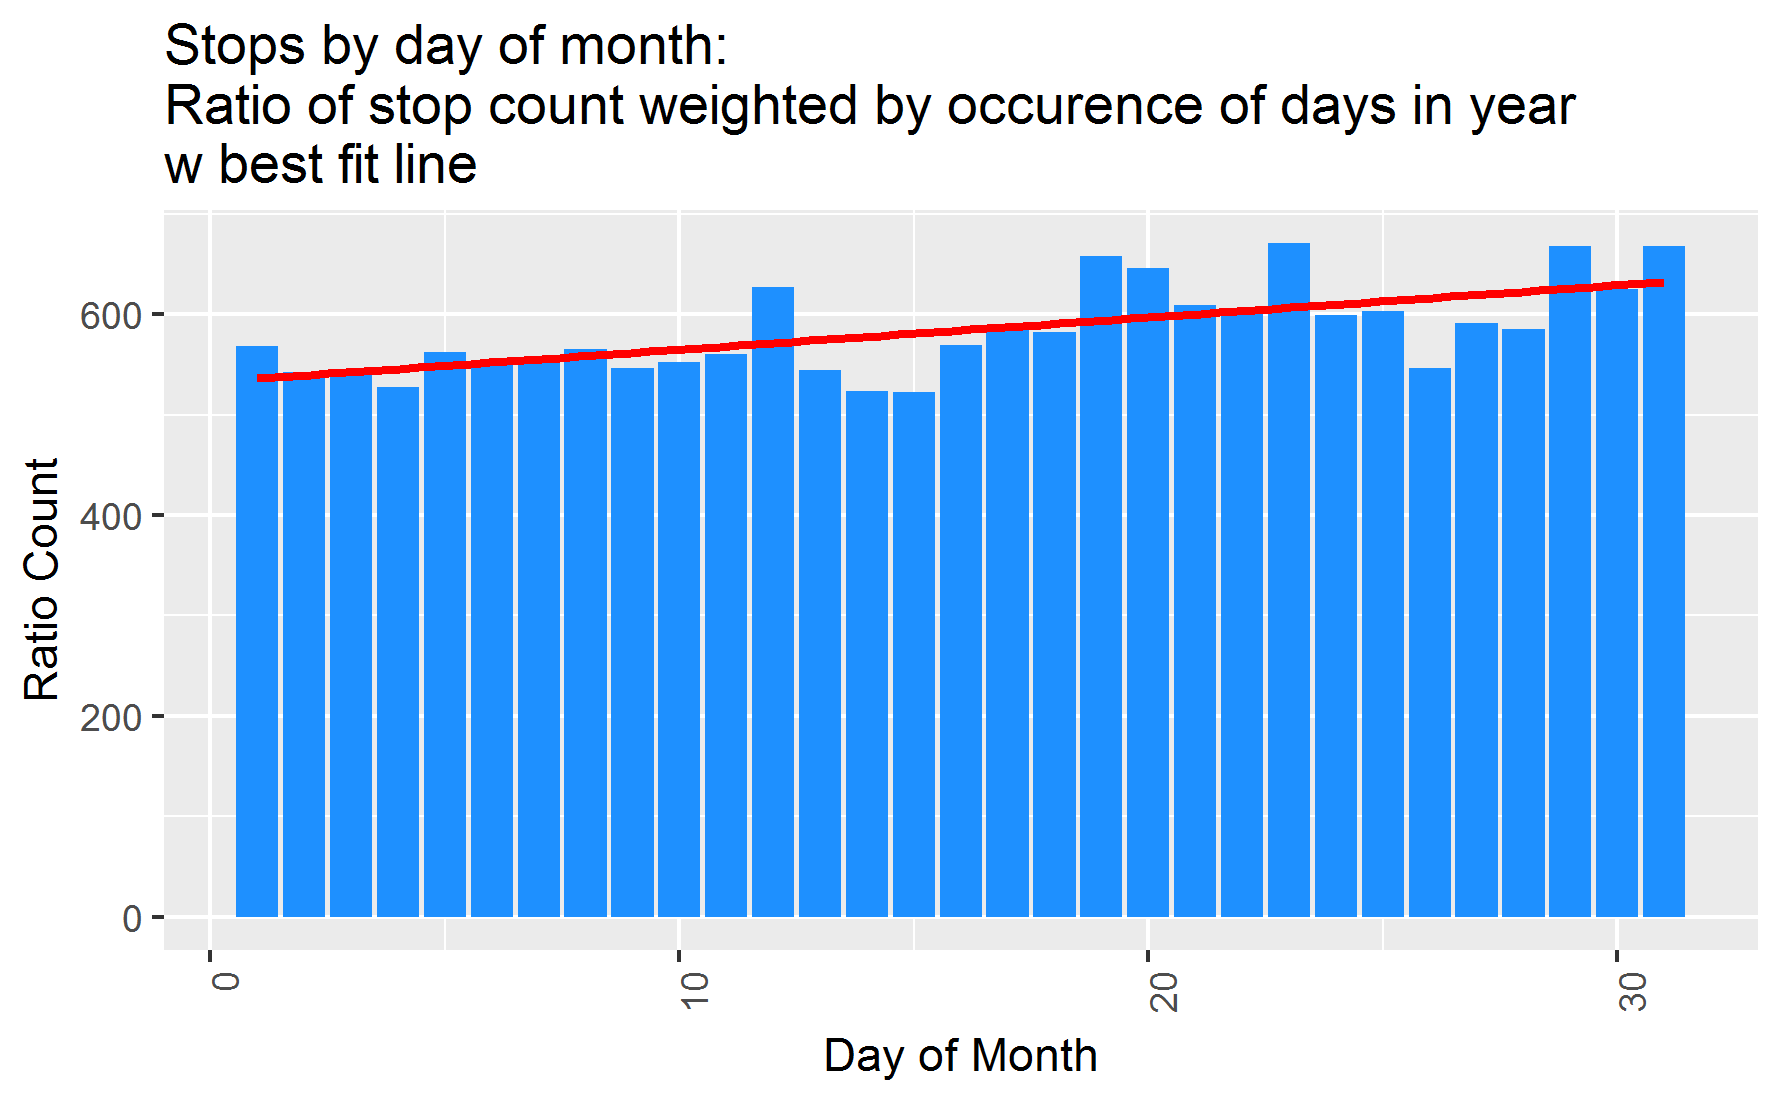 Stops by day of month:
Ratio of stop count weighted by occurence of days in year
w best fit line
Ratio Count
600
400
200
0
0
10
20
30
Day of Month